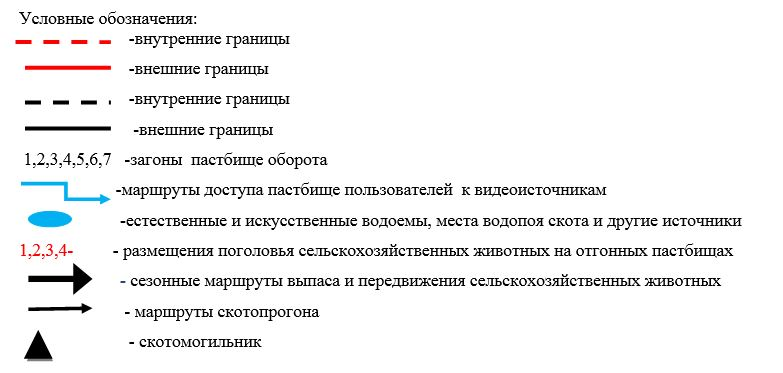 Условные обозначения:
-внутренние границы
-внешние границы
-внутренние границы
-внешние границы
1,2,3,4,5,6,7 -загоны пастбище оборота
-маршруты доступа пастбище пользователей к видеоисточникам
-естественные и искусственные водоемы, места водопоя скота и другие источники
1,2,3,4- - размещения поголовья сельскохозяйственных животных на отгонных пастбищах
- сезонные маршруты выпаса и передвижения сельскохозяйственных животных
- маршруты скотопрогона
- скотомогильник